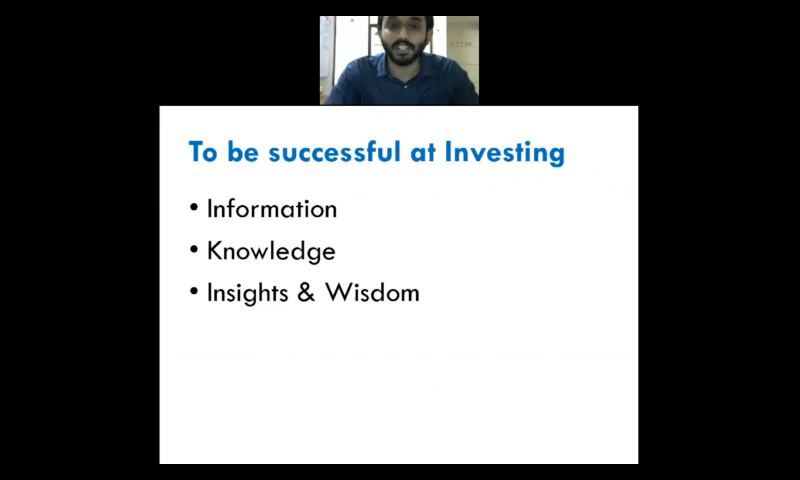 To be successful at Investing
• Information
• Knowledge
• Insights & Wisdom